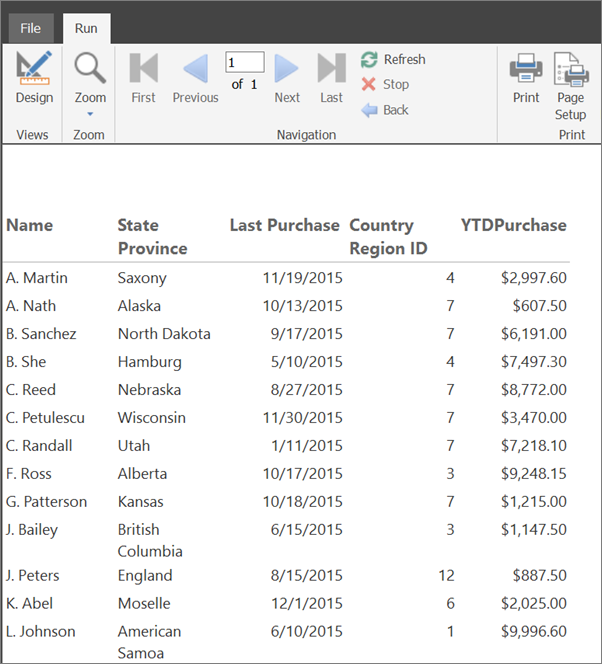 File Run
Design Zoom First Previous 1 of 1 Next Last Refresh Stop Back Print Page Setup
Views Zoom Navigation Print
Name State Province Last Purchase Country Region ID YTDPurchase
A. Martin Saxony 11/19/2015 4 $2,997.60
A. Nath Alaska 10/13/2015 7 $607.50
B. Sanchez North Dakota 9/17/2015 7 $6,191.00
B. She Hamburg 5/10/2015 4 $7,497.30
C. Reed Nebraska 8/27/2015 7 $8,772.00
C. Petulescu Wisconsin 11/30/2015 7 $3,470.00
C. Randall Utah 1/11/2015 7 $7,218.10
F. Ross Alberta 10/17/2015 3 $9,248.15
G. Patterson Kansas 10/18/2015 7 $1,215.00
J. Bailey British Columbia 6/15/2015 3 $1,147.50
J. Peters England 8/15/2015 12 $887.50
K. Abel Moselle 12/1/2015 6 $2,025.00
L. Johnson American Samoa 6/10/2015 1 $9,996.60